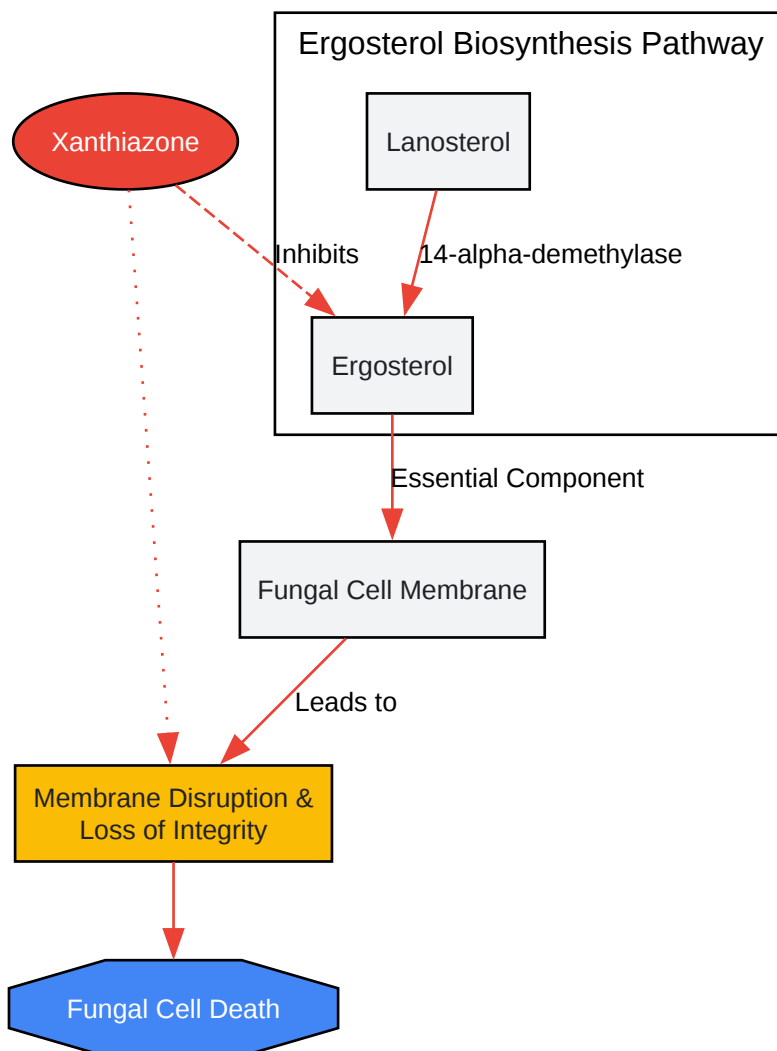 Ergosterol Biosynthesis Pathway
Xanthiazone
Lanosterol
Inhibits
14-alpha-demethylase
Ergosterol
Essential Component
Fungal Cell Membrane
Leads to
Membrane Disruption &
Loss of Integrity
Fungal Cell Death